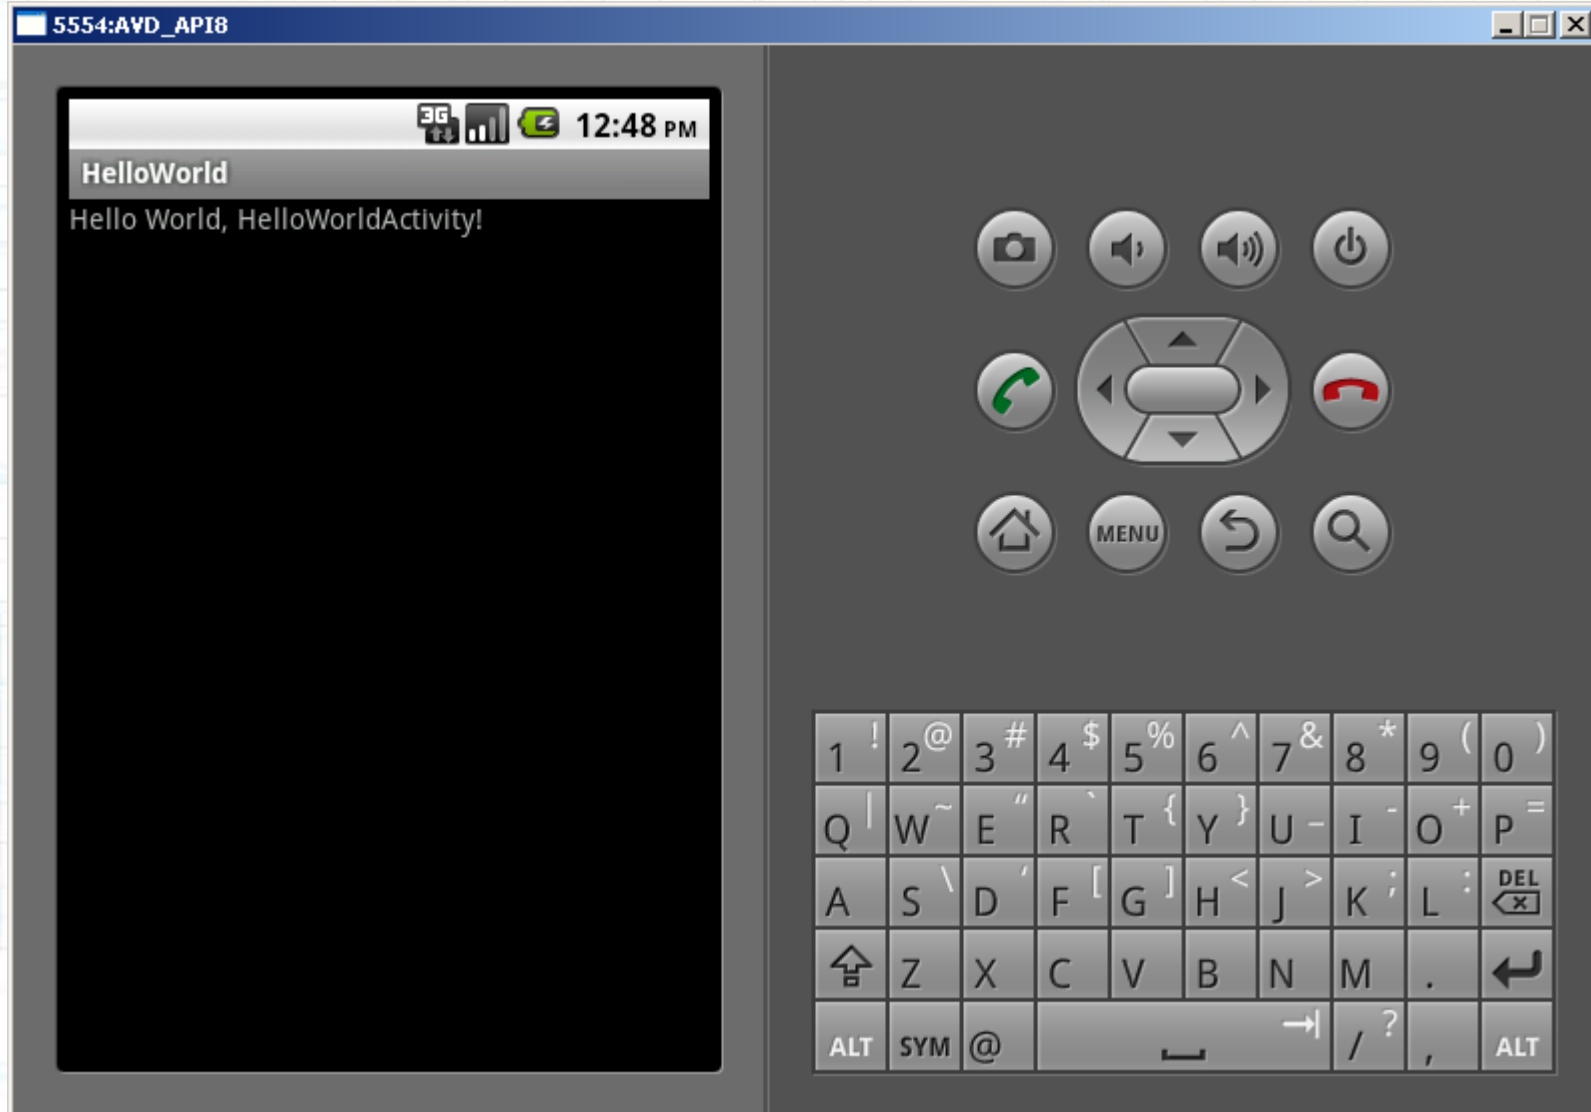 5554:AVD_API8
3G 12:48 PM
HelloWorld
Hello World, HelloWorldActivity!
MENU
1 ! 2 @ 3 # 4 $ 5 % 6 ^ 7 & 8 * 9 ( 0 )
Q | W ~ E " R ` T { Y } U _ I - O + P =
A S \ D ' F [ G ] H < J > K ; L : DEL
Z X C V B N M .
ALT SYM @ / ? , ALT